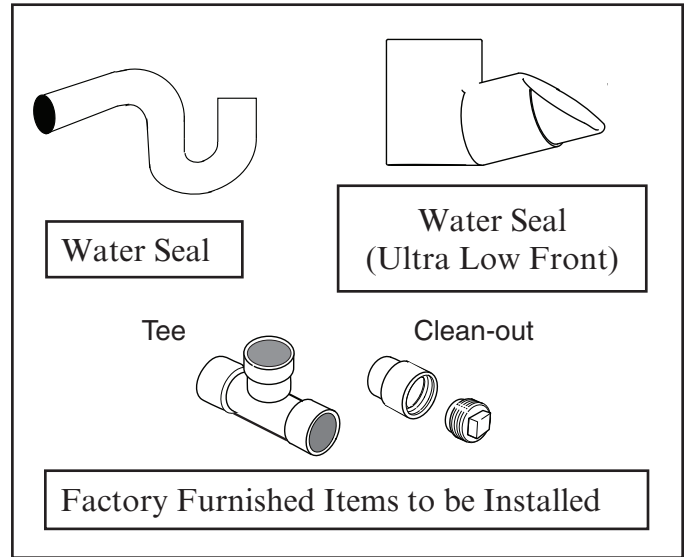 Water Seal
Water Seal
(Ultra Low Front)
Tee
Clean-out
Factory Furnished Items to be Installed